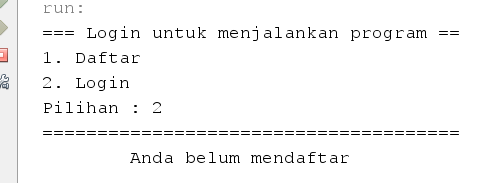 run:
=== Login untuk menjalankan program ==
1. Daftar
2. Login
Pilihan : 2
======================================
Anda belum mendaftar